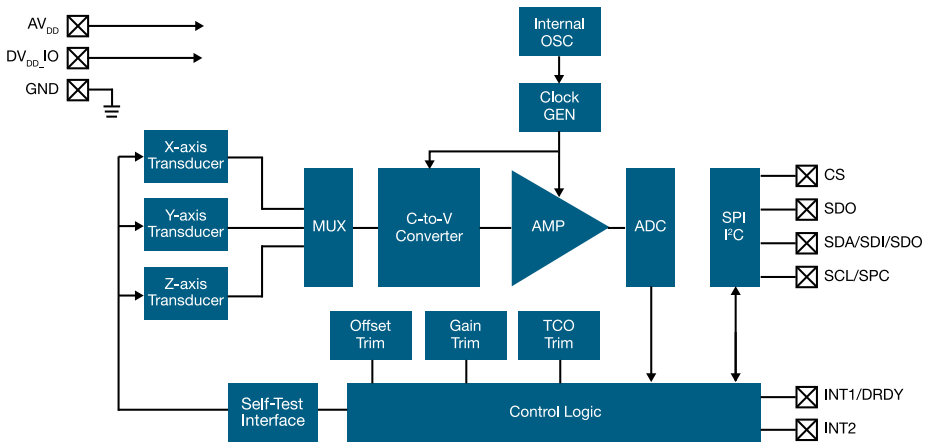 AVDD
DVDD_IO
GND
Internal
OSC
Clock
GEN
X-axis
Transducer
Y-axis
Transducer
Z-axis
Transducer
MUX
C-to-V
Converter
AMP
ADC
SPI
I²C
CS
SDO
SDA/SDI/SDO
SCL/SPC
Offset
Trim
Gain
Trim
TCO
Trim
Self-Test
Interface
Control Logic
INT1/DRDY
INT2